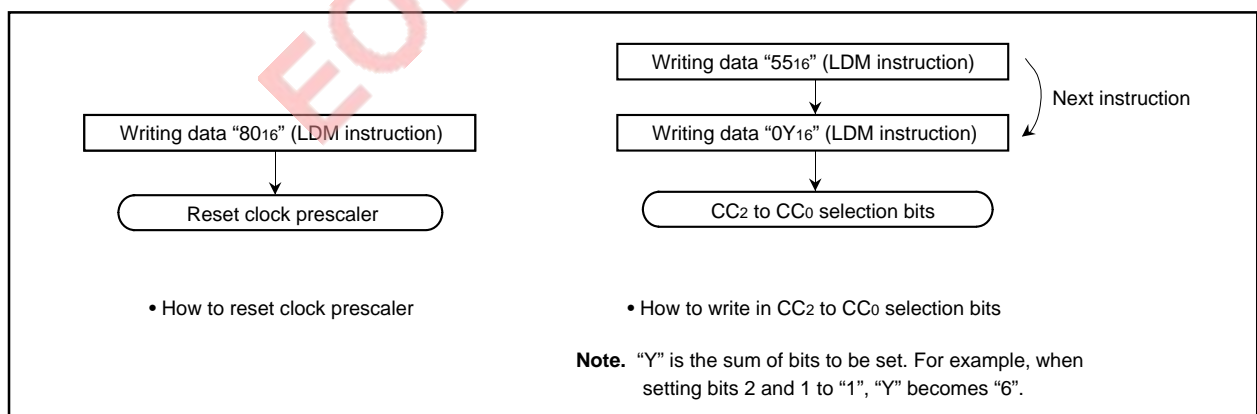 EO
Writing data “80₁₆” (LDM instruction)
Reset clock prescaler
• How to reset clock prescaler
Writing data “55₁₆” (LDM instruction)
Next instruction
Writing data “0Y₁₆” (LDM instruction)
CC₂ to CC₀ selection bits
• How to write in CC₂ to CC₀ selection bits
Note. “Y” is the sum of bits to be set. For example, when
setting bits 2 and 1 to “1”, “Y” becomes “6”.